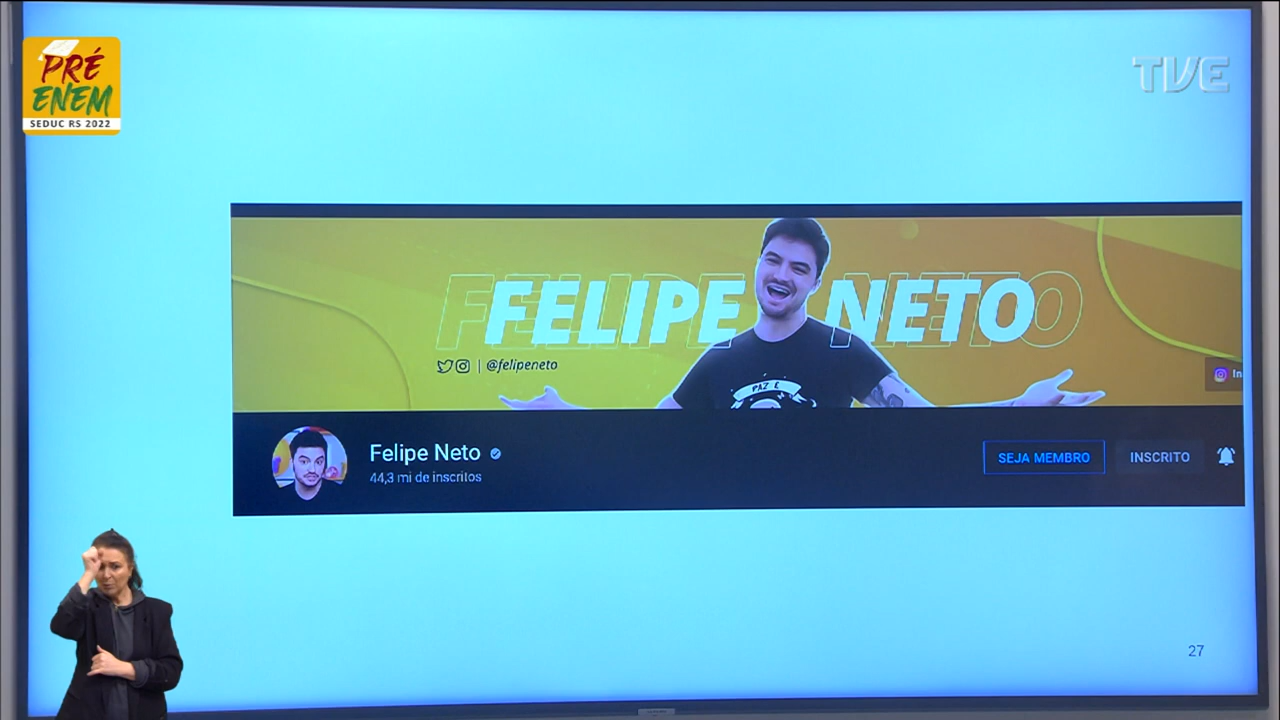 PRÉ
ENEM
SEDUC RS 2022
TVE
FELIPE NETO
@felipeneto
PAZ E
In
Felipe Neto
44,3 mi de inscritos
SEJA MEMBRO
INSCRITO
27